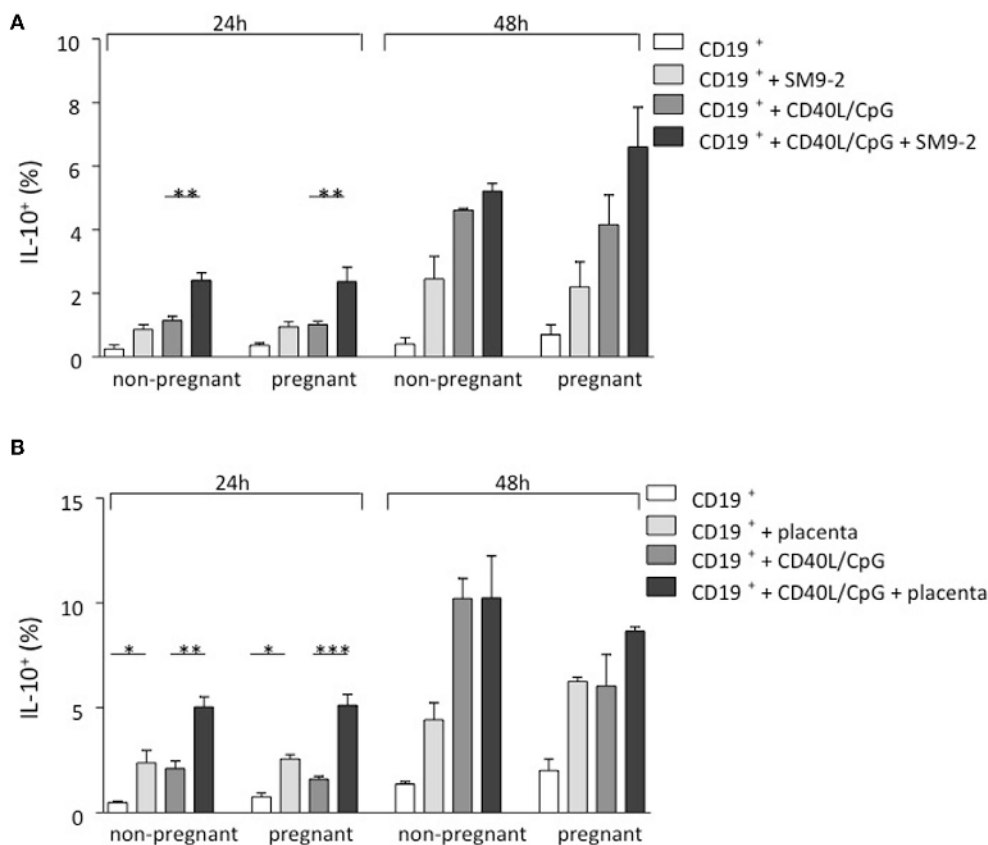 A
24h
48h
10
8
6
4
2
0
IL-10⁺ (%)
** **
CD19 ⁺
CD19 ⁺ + SM9-2
CD19 ⁺ + CD40L/CpG
CD19 ⁺ + CD40L/CpG + SM9-2
non-pregnant pregnant non-pregnant pregnant
B
24h
48h
15
10
5
0
IL-10⁺ (%)
* ** * ***
CD19 ⁺
CD19 ⁺ + placenta
CD19 ⁺ + CD40L/CpG
CD19 ⁺ + CD40L/CpG + placenta
non-pregnant pregnant non-pregnant pregnant